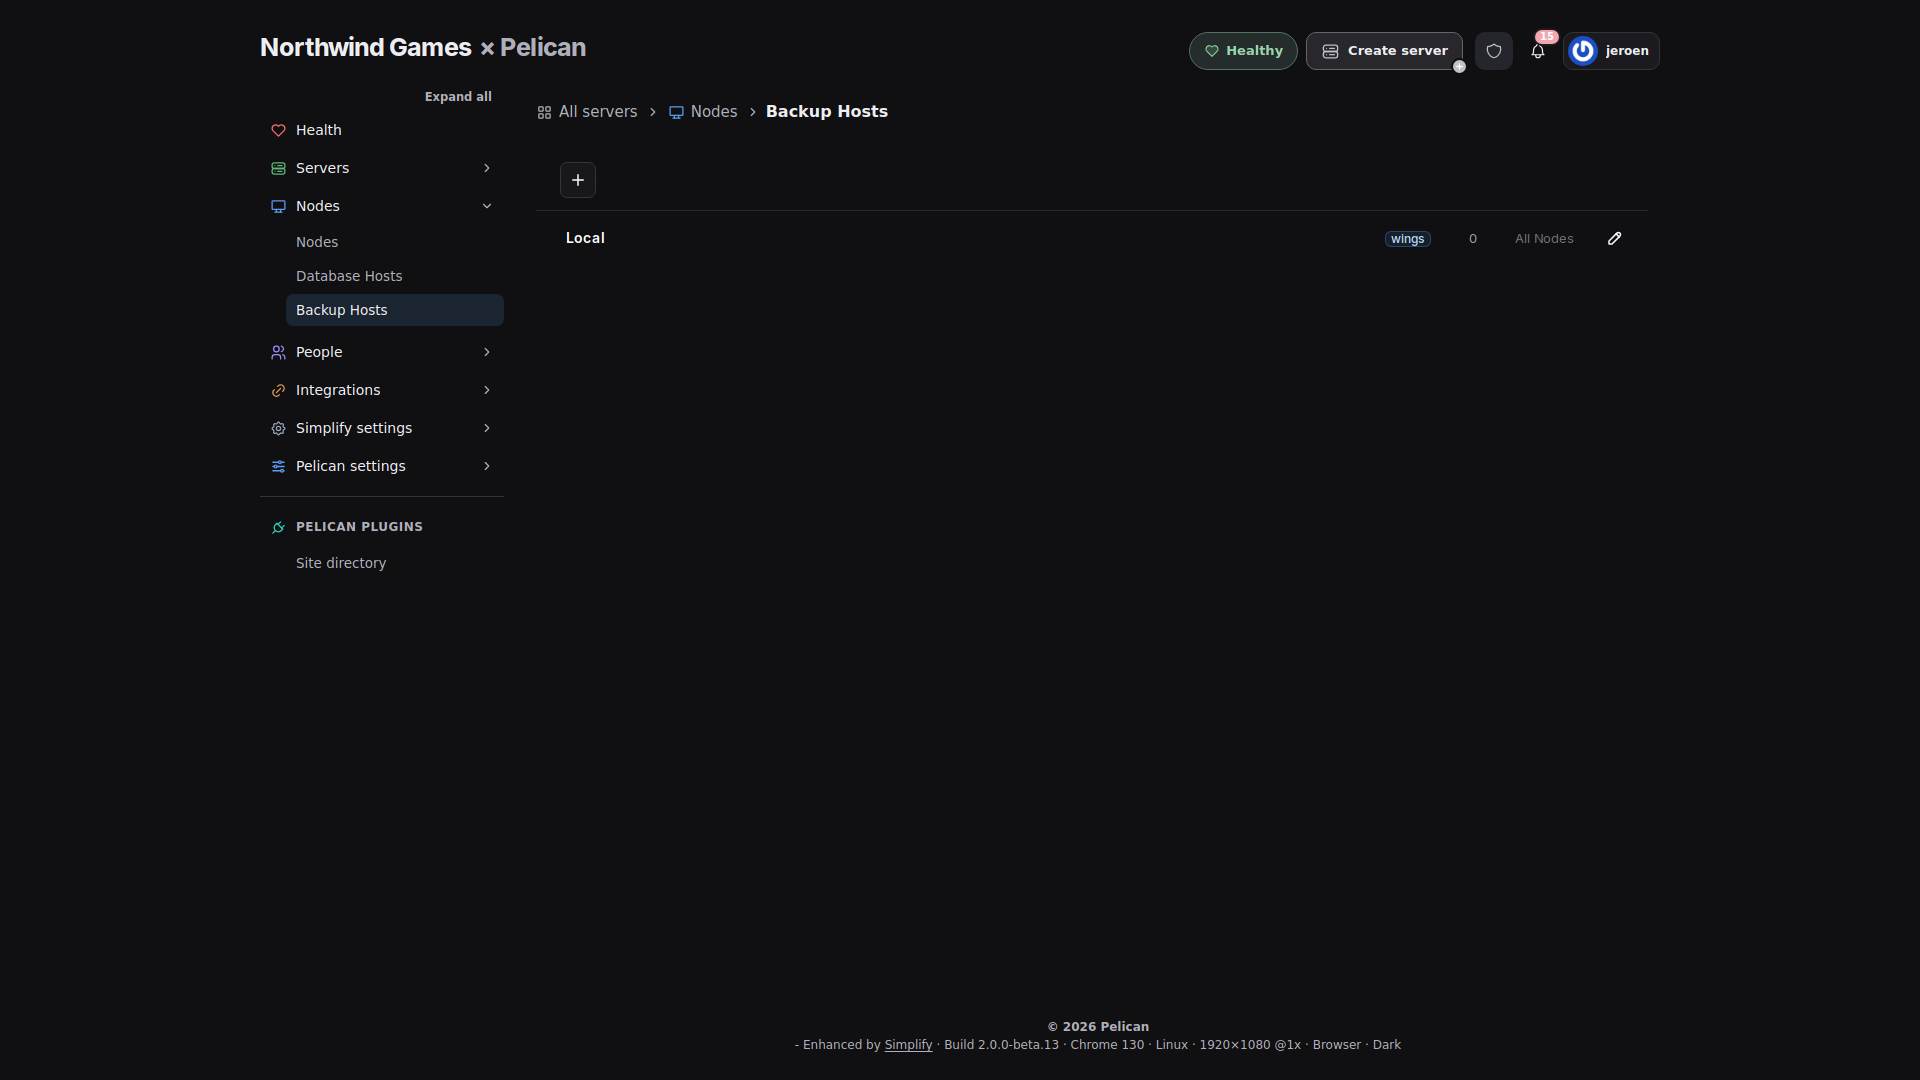 Northwind Games × Pelican
Healthy
Create server
15
jeroen
Expand all
Health
Servers
Nodes
Nodes
Database Hosts
Backup Hosts
People
Integrations
Simplify settings
Pelican settings
PELICAN PLUGINS
Site directory
All servers > Nodes > Backup Hosts
Local wings 0 All Nodes
© 2026 Pelican
- Enhanced by Simplify · Build 2.0.0-beta.13 · Chrome 130 · Linux · 1920×1080 @1x · Browser · Dark